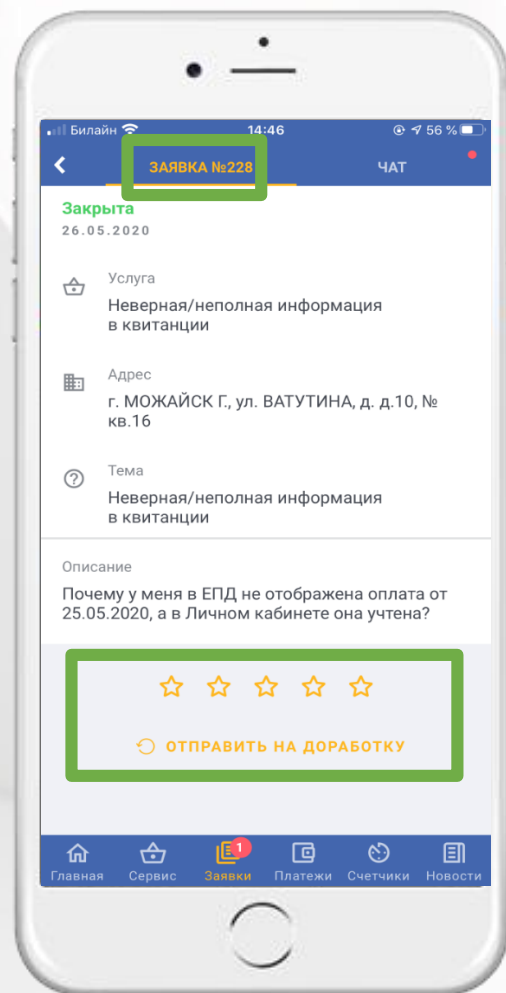 Билайн 14:46 56 %
ЗАЯВКА №228 ЧАТ
Закрыта
26.05.2020
Услуга
Неверная/неполная информация
в квитанции
Адрес
г. МОЖАЙСК Г., ул. ВАТУТИНА, д. д.10, №
кв.16
Тема
Неверная/неполная информация
в квитанции
Описание
Почему у меня в ЕПД не отображена оплата от
25.05.2020, а в Личном кабинете она учтена?
ОТПРАВИТЬ НА ДОРАБОТКУ
1
Главная Сервис Заявки Платежи Счетчики Новости